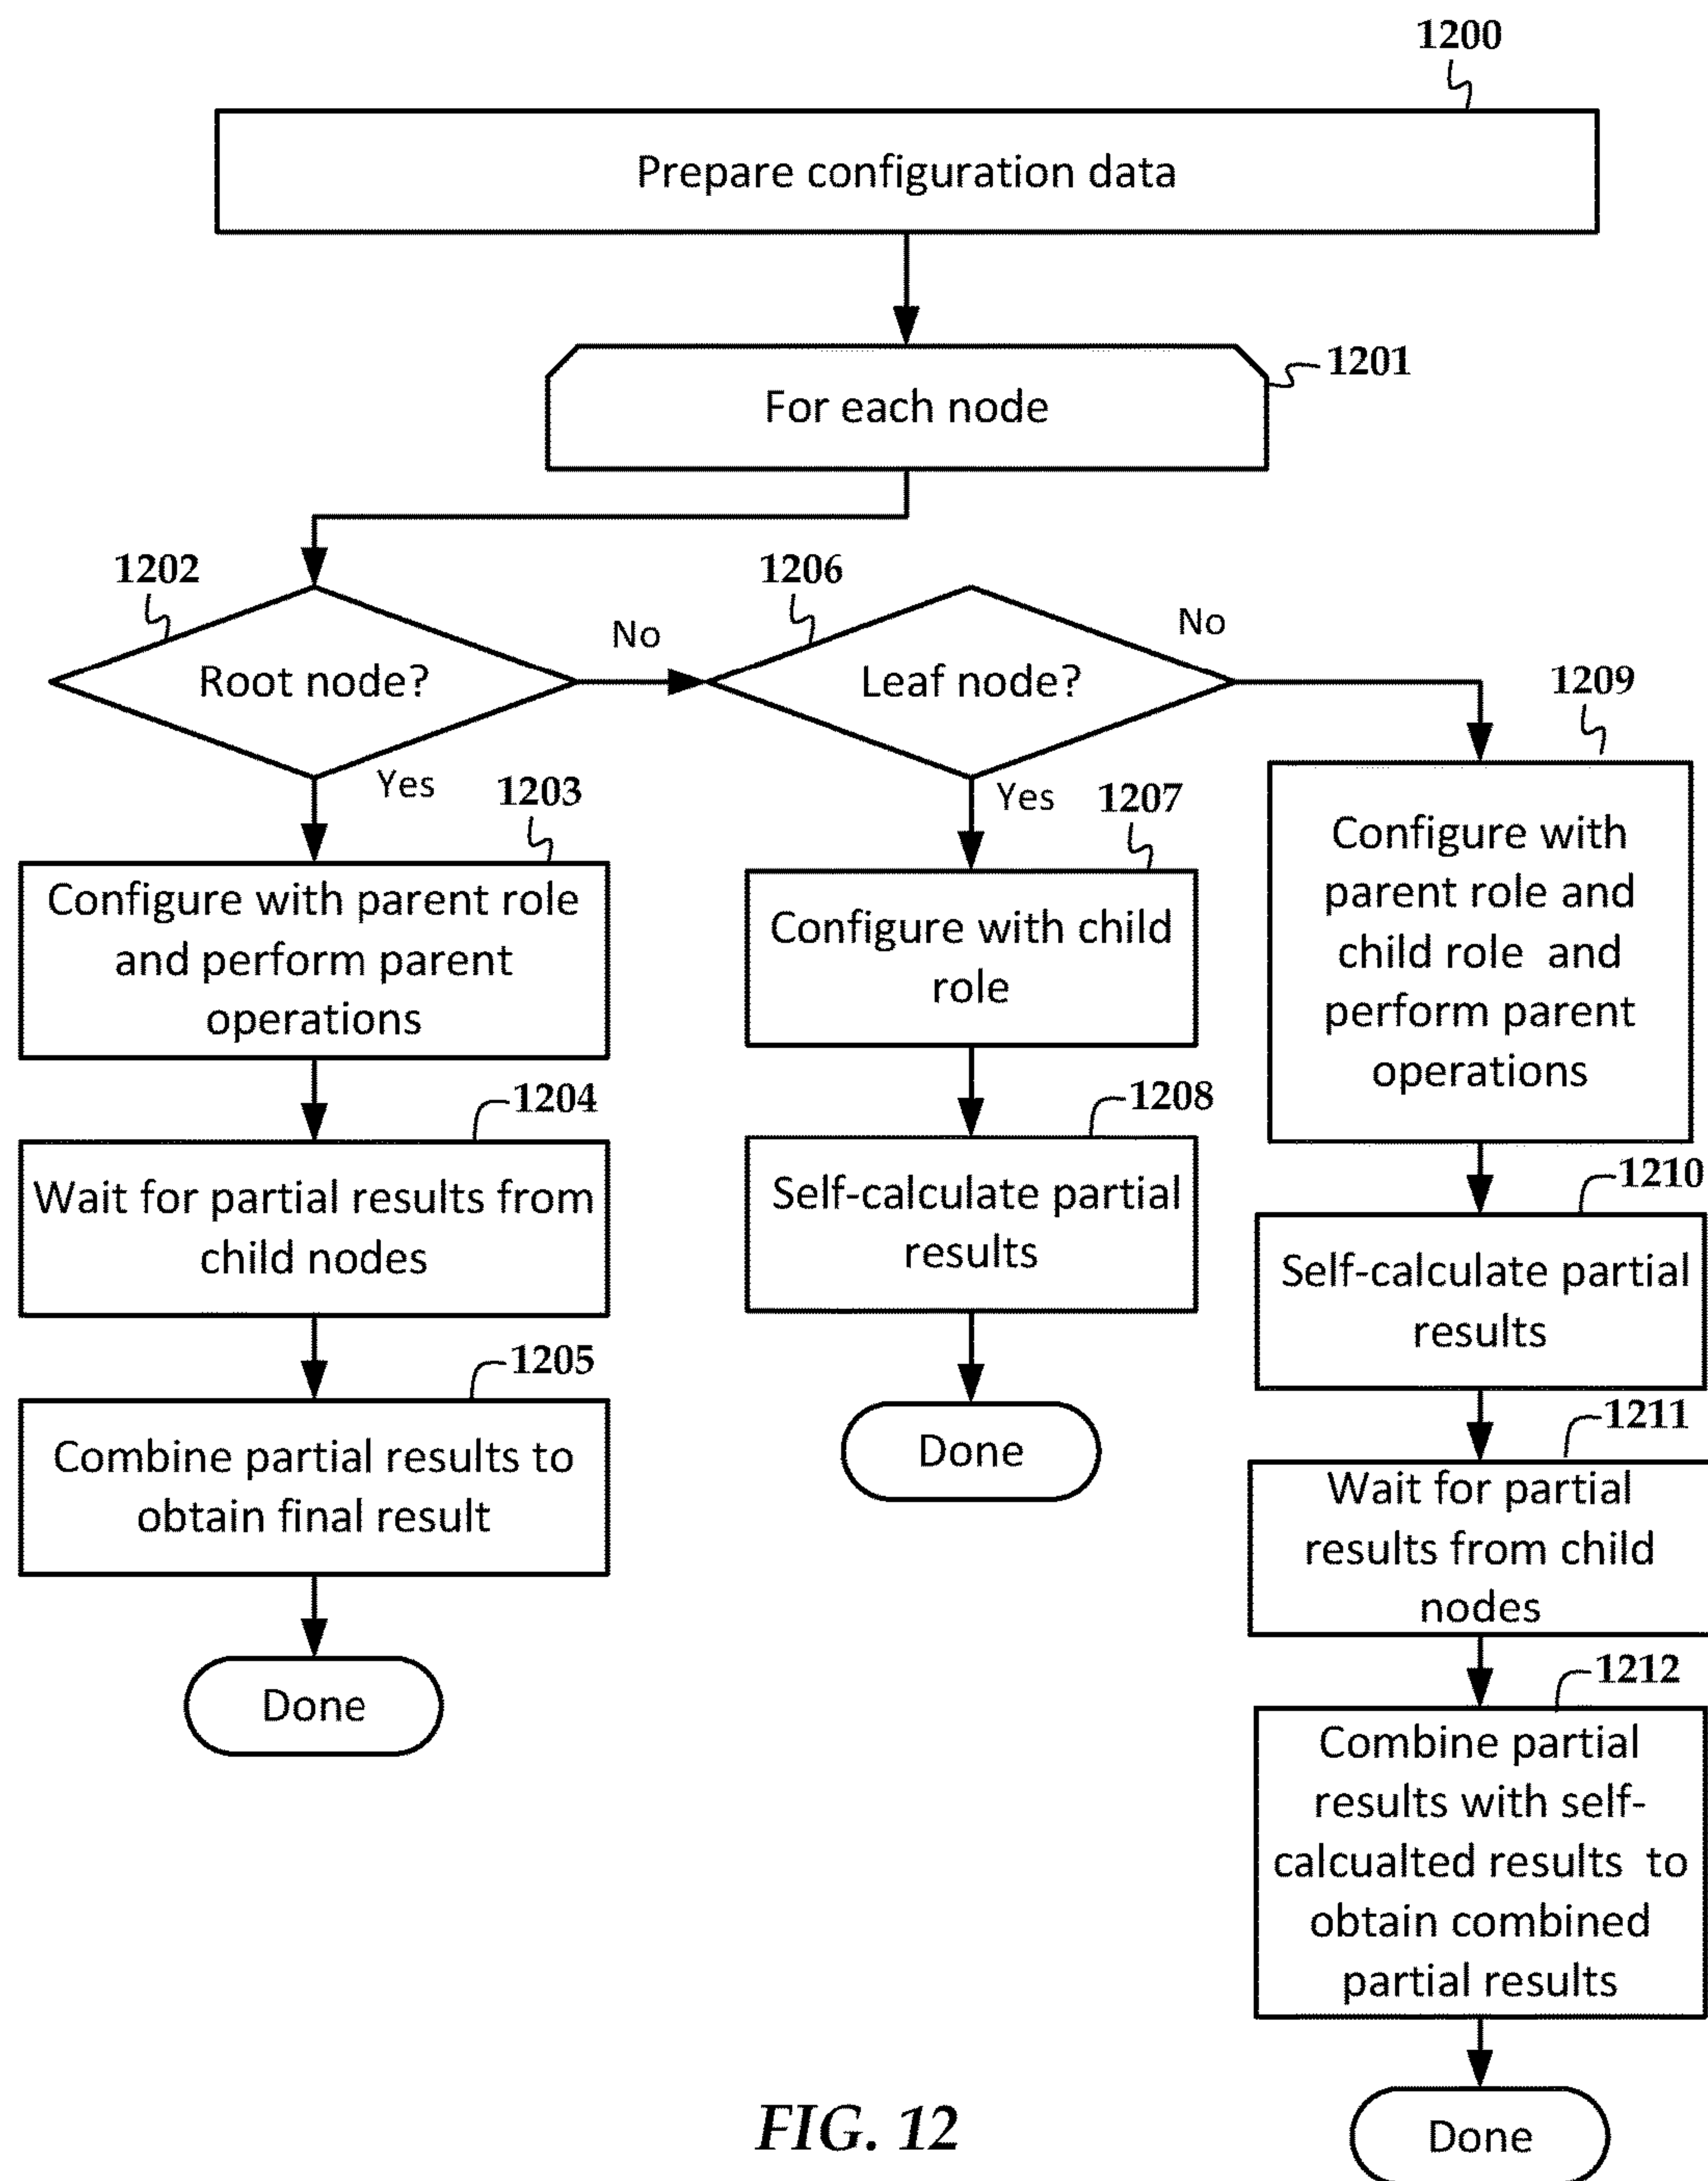 1200
Prepare configuration data
1201
For each node
1202
Root node?
No
Yes
1206
Leaf node?
No
Yes
1203
Configure with parent role
and perform parent
operations
1204
Wait for partial results from
child nodes
1205
Combine partial results to
obtain final result
Done
1207
Configure with child
role
1208
Self-calculate partial
results
Done
1209
Configure with
parent role and
child role and
perform parent
operations
1210
Self-calculate partial
results
1211
Wait for partial
results from child
nodes
1212
Combine partial
results with self-
calcualted results to
obtain combined
partial results
Done
FIG. 12